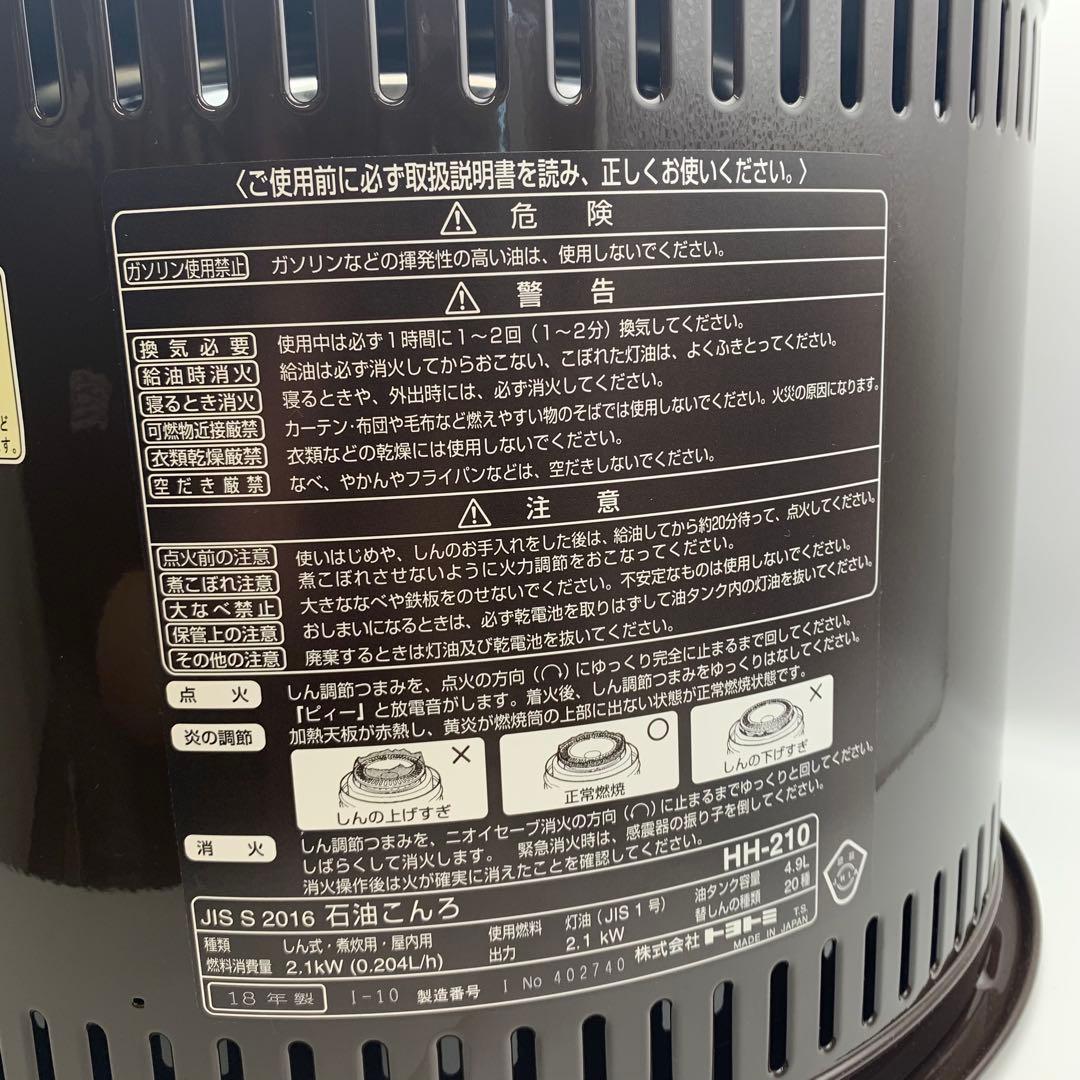 〈ご使用前に必ず取扱説明書を読み、正しくお使いください。〉
危険
ガソリン使用禁止 ガソリンなどの揮発性の高い油は、使用しないでください。
警告
換気必要 使用中は必ず1時間に1〜2回(1〜2分)換気してください。
給油時消火 給油は必ず消火してからおこない、こぼれた灯油は、よくふきとってください。
寝るとき消火 寝るときや、外出時には、必ず消火してください。
可燃物近接厳禁 カーテン・布団や毛布など燃えやすい物のそばでは使用しないでください。火災の原因になります。
衣類乾燥厳禁 衣類などの乾燥には使用しないでください。
空だき厳禁 なべ、やかんやフライパンなどは、空だきしないでください。
注意
点火前の注意 使いはじめや、しんのお手入れをした後は、給油してから約20分待って、点火してください。
煮こぼれ注意 煮こぼれさせないように火力調節をおこなってください。
大なべ禁止 大きななべや鉄板をのせないでください。不安定なものは使用しないでください。
保管上の注意 おしまいになるときは、必ず乾電池を取りはずして油タンク内の灯油を抜いてください。
その他の注意 廃棄するときは灯油及び乾電池を抜いてください。
点火 しん調節つまみを、点火の方向(⌒)にゆっくり完全に止まるまで回してください。
『ピィー』と放電音がします。着火後、しん調節つまみをゆっくりはなしてください。
炎の調節 加熱天板が赤熱し、黄炎が燃焼筒の上部に出ない状態が正常燃焼状態です。
× ○ ×
しんの上げすぎ 正常燃焼 しんの下げすぎ
消火 しん調節つまみを、ニオイセーブ消火の方向(⌒)に止まるまでゆっくりと回してください。
しばらくして消火します。 緊急消火時は、感震器の振り子を倒してください。
消火操作後は火が確実に消えたことを確認してください。
JIS S 2016 石油こんろ HH-210
種類 しん式・煮炊用・屋内用 使用燃料 灯油(JIS1号) 油タンク容量 4.9L
燃料消費量 2.1kW (0.204L/h) 出力 2.1 kW 替しんの種類 20種
18年製 I-10 製造番号 I No 402740 株式会社トヨトミ T.S.
MADE IN JAPAN
ど
す。